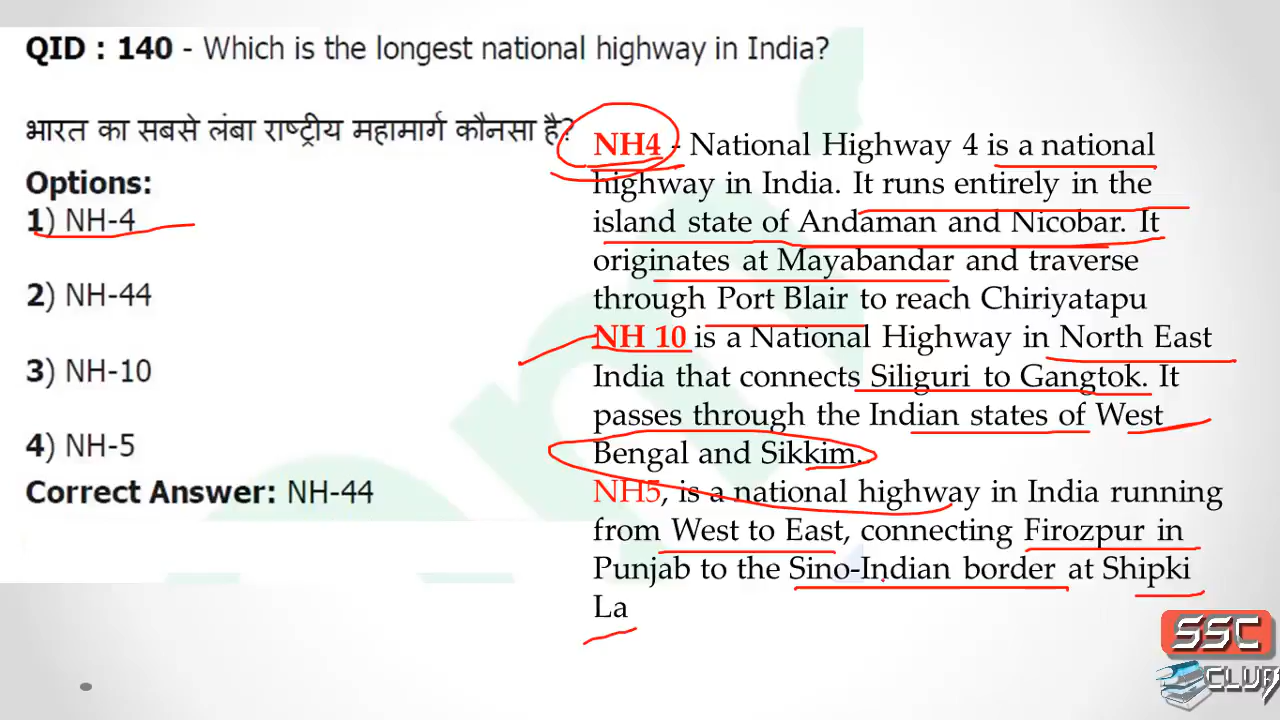 QID : 140 - Which is the longest national highway in India?
भारत का सबसे लंबा राष्ट्रीय महामार्ग कौनसा है?
Options:
1) NH-4
2) NH-44
3) NH-10
4) NH-5
Correct Answer: NH-44
NH4 - National Highway 4 is a national
highway in India. It runs entirely in the
island state of Andaman and Nicobar. It
originates at Mayabandar and traverse
through Port Blair to reach Chiriyatapu
NH 10 is a National Highway in North East
India that connects Siliguri to Gangtok. It
passes through the Indian states of West
Bengal and Sikkim.
NH5, is a national highway in India running
from West to East, connecting Firozpur in
Punjab to the Sino-Indian border at Shipki
La
SSC
CLUB